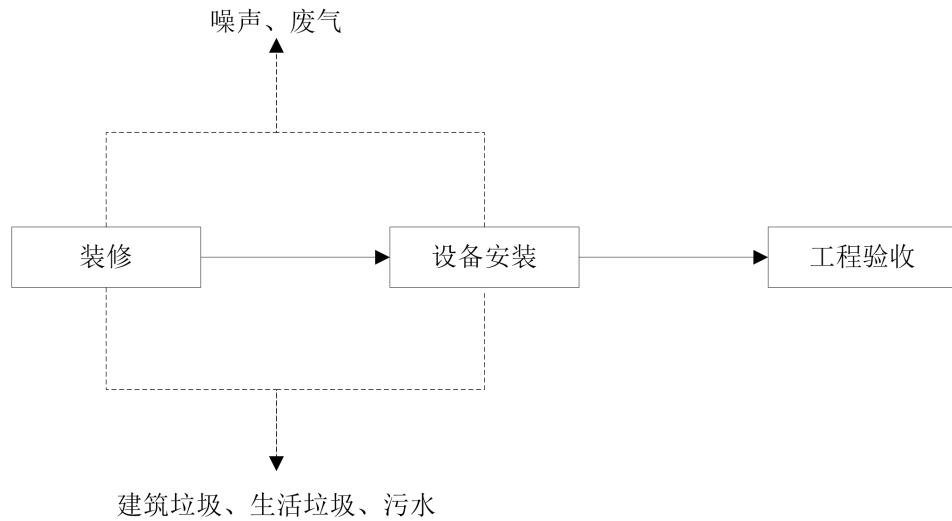 噪声、废气
装修
设备安装
工程验收
建筑垃圾、生活垃圾、污水